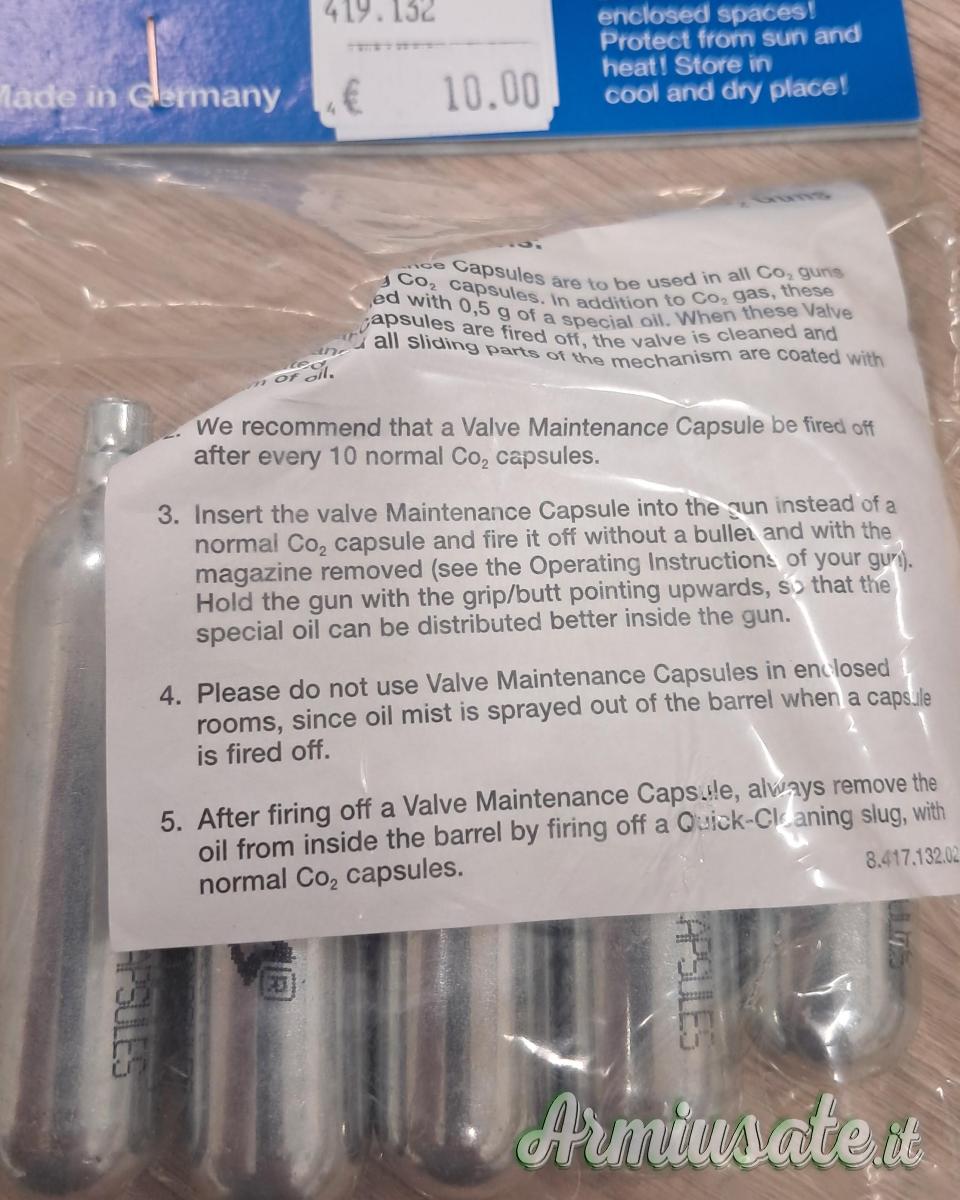 419.132
€ 10.00
Made in Germany
enclosed spaces!
Protect from sun and
heat! Store in
cool and dry place!
Guns
Capsules are to be used in all Co₂ guns
Co₂ capsules. In addition to Co₂ gas, these
with 0,5 g of a special oil. When these Valve
are fired off, the valve is cleaned and
all sliding parts of the mechanism are coated with
of oil.
We recommend that a Valve Maintenance Capsule be fired off
after every 10 normal Co₂ capsules.
3. Insert the valve Maintenance Capsule into the gun instead of a
normal Co₂ capsule and fire it off without a bullet and with the
magazine removed (see the Operating Instructions of your gun).
Hold the gun with the grip/butt pointing upwards, so that the
special oil can be distributed better inside the gun.
4. Please do not use Valve Maintenance Capsules in enclosed
rooms, since oil mist is sprayed out of the barrel when a capsule
is fired off.
5. After firing off a Valve Maintenance Capsule, always remove the
oil from inside the barrel by firing off a Quick-Cleaning slug, with
normal Co₂ capsules.
8.417.132.02
APSULES
APSULES
Armiusate.it